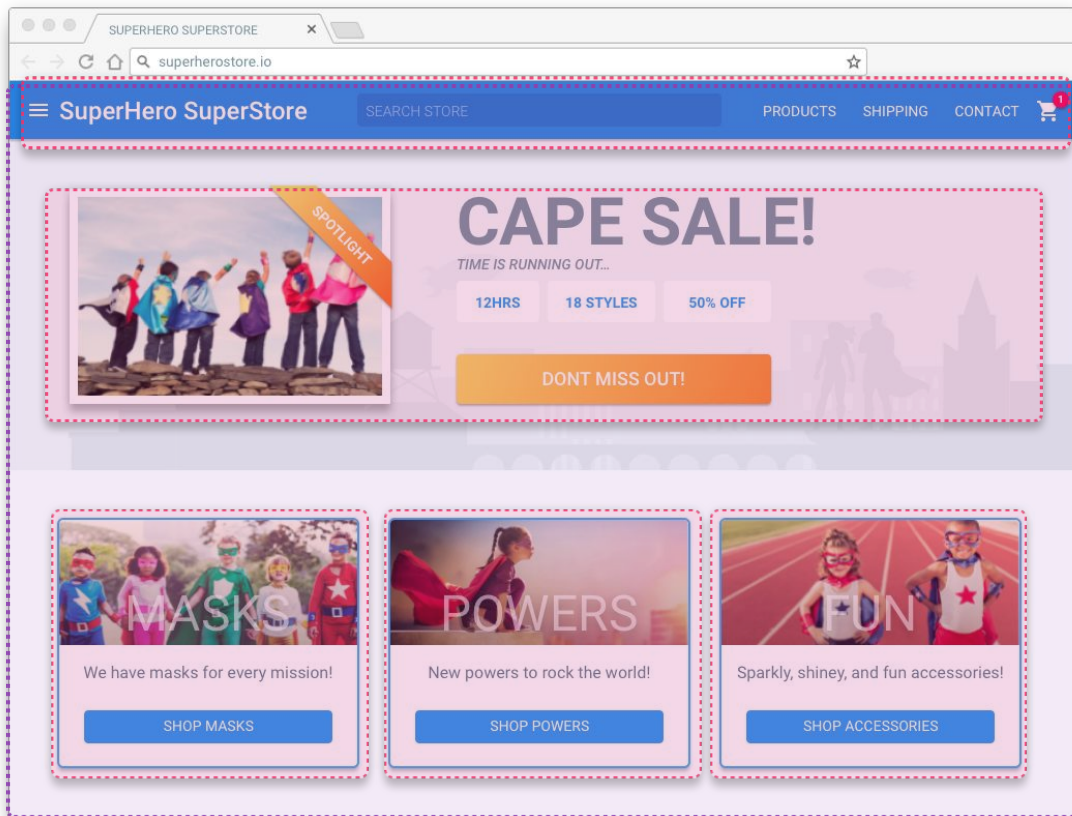 SUPERHERO SUPERSTORE
superherostore.io
SuperHero SuperStore SEARCH STORE PRODUCTS SHIPPING CONTACT 1
SPOTLIGHT
CAPE SALE!
TIME IS RUNNING OUT...
12HRS 18 STYLES 50% OFF
DONT MISS OUT!
MASKS POWERS FUN
We have masks for every mission! New powers to rock the world! Sparkly, shiney, and fun accessories!
SHOP MASKS SHOP POWERS SHOP ACCESSORIES